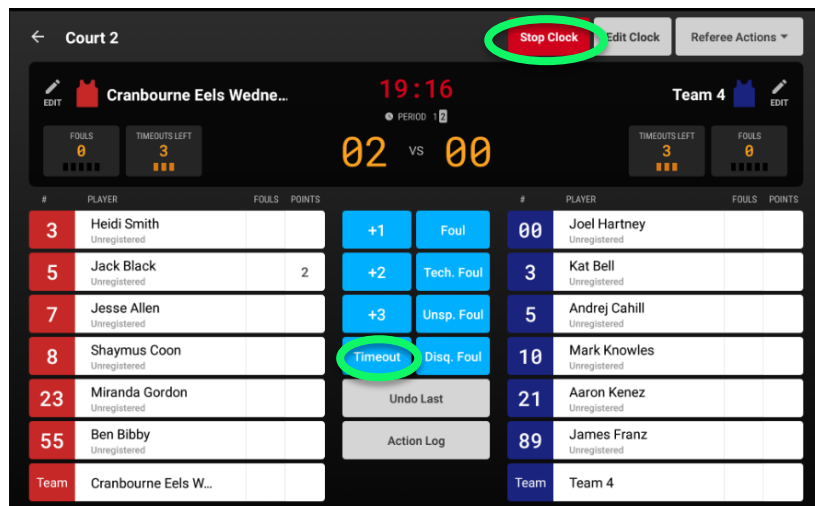 Court 2
Stop Clock
Edit Clock
Referee Actions
EDIT
Cranbourne Eels Wedne...
19:16
PERIOD 1 2
Team 4
EDIT
FOULS
0
TIMEOUTS LEFT
3
02 VS 00
TIMEOUTS LEFT
3
FOULS
0
# PLAYER FOULS POINTS
3 Heidi Smith
Unregistered
5 Jack Black 2
Unregistered
7 Jesse Allen
Unregistered
8 Shaymus Coon
Unregistered
23 Miranda Gordon
Unregistered
55 Ben Bibby
Unregistered
Team Cranbourne Eels W...
+1 Foul
+2 Tech. Foul
+3 Unsp. Foul
Timeout Disq. Foul
Undo Last
Action Log
# PLAYER FOULS POINTS
00 Joel Hartney
Unregistered
3 Kat Bell
Unregistered
5 Andrej Cahill
Unregistered
10 Mark Knowles
Unregistered
21 Aaron Kenez
Unregistered
89 James Franz
Unregistered
Team Team 4